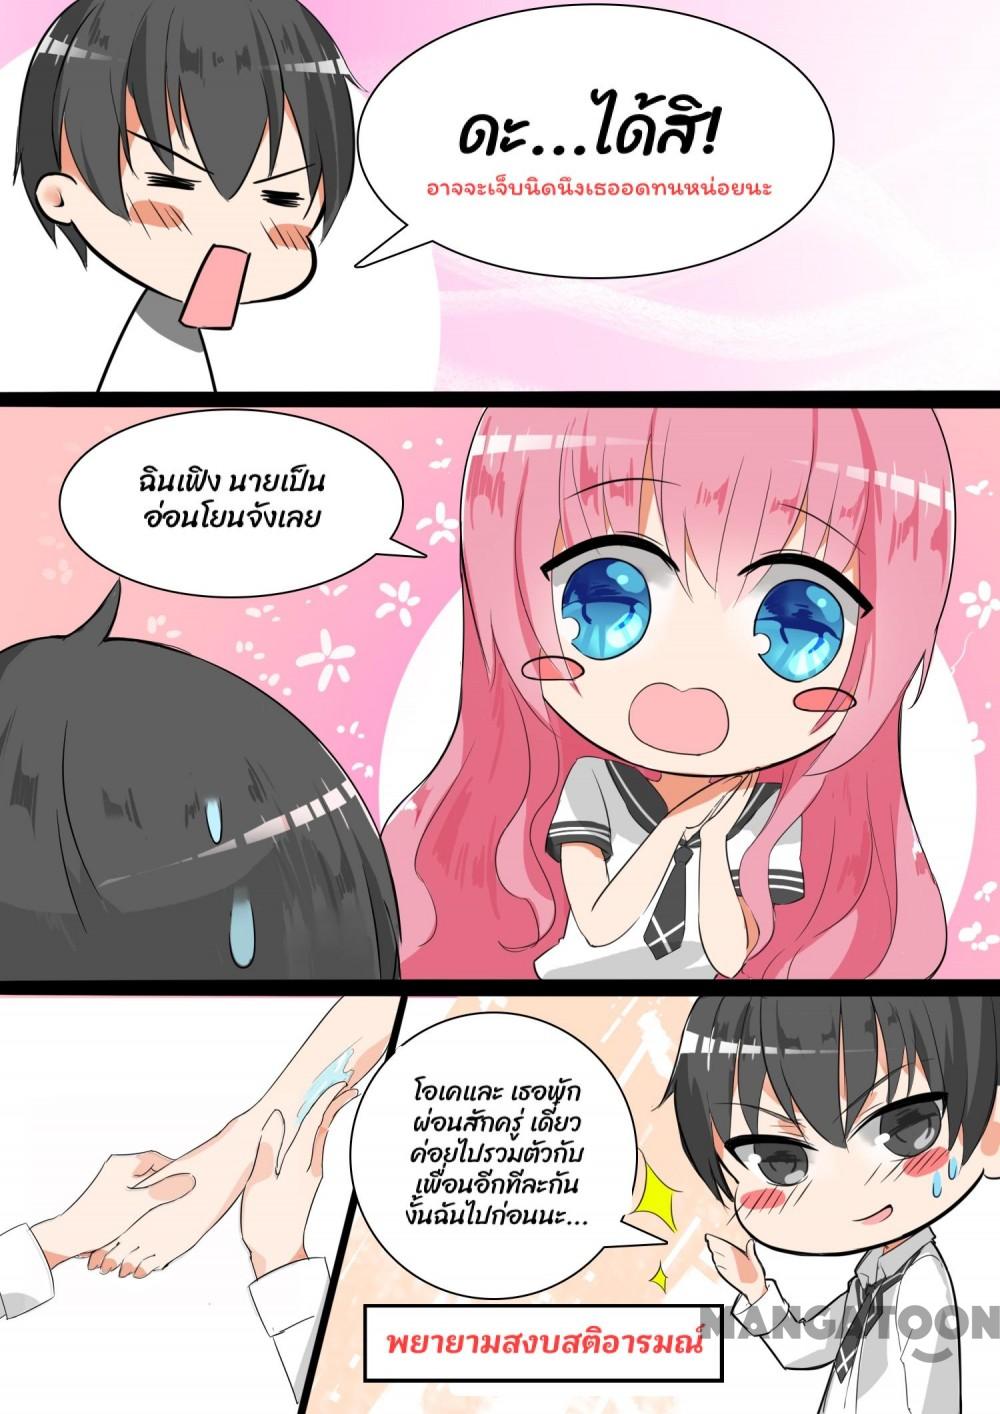 ดะ...ได้สิ!
อาจจะเจ็บนิดนึงเธออดทนหน่อยนะ
ฉินเฟิง นายเป็น
อ่อนโยนจังเลย
โอเคและ เธอพัก
ผ่อนสักครู่ เดี๋ยว
ค่อยไปรวมตัวกับ
เพื่อนอีกทีละกัน
งั้นฉันไปก่อนนะ...
พยายามสงบสติอารมณ์
MANGATOON